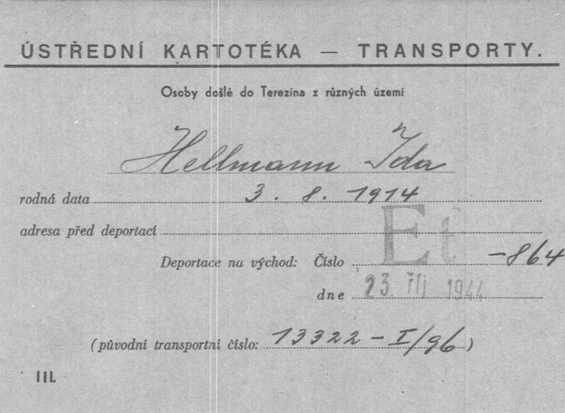 ÚSTŘEDNÍ KARTOTÉKA — TRANSPORTY.
Osoby došlé do Terezína z různých území
Hellmann Ida
rodná data 3. 8. 1914
adresa před deportací
Deportace na východ: Číslo Et -864
dne 23 říj 1944
(původní transportní číslo: 13322-I/96)
III.